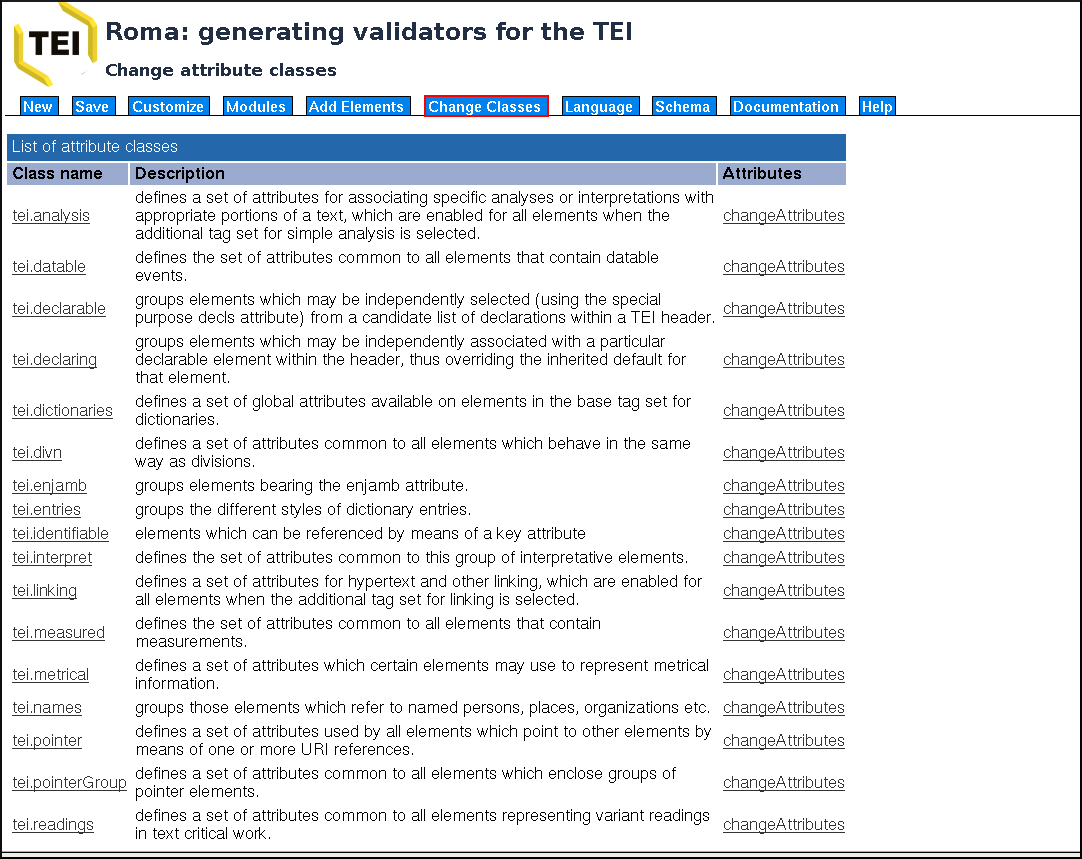 TEI
Roma: generating validators for the TEI
Change attribute classes
New Save Customize Modules Add Elements Change Classes Language Schema Documentation Help
List of attribute classes
Class name Description Attributes
defines a set of attributes for associating specific analyses or interpretations with
tei.analysis appropriate portions of a text, which are enabled for all elements when the changeAttributes
additional tag set for simple analysis is selected.
defines the set of attributes common to all elements that contain datable
tei.datable changeAttributes
events.
groups elements which may be independently selected (using the special
tei.declarable changeAttributes
purpose decls attribute) from a candidate list of declarations within a TEI header.
groups elements which may be independently associated with a particular
tei.declaring declarable element within the header, thus overriding the inherited default for changeAttributes
that element.
defines a set of global attributes available on elements in the base tag set for
tei.dictionaries changeAttributes
dictionaries.
defines a set of attributes common to all elements which behave in the same
tei.divn changeAttributes
way as divisions.
tei.enjamb groups elements bearing the enjamb attribute. changeAttributes
tei.entries groups the different styles of dictionary entries. changeAttributes
tei.identifiable elements which can be referenced by means of a key attribute changeAttributes
tei.interpret defines the set of attributes common to this group of interpretative elements. changeAttributes
defines a set of attributes for hypertext and other linking, which are enabled for
tei.linking changeAttributes
all elements when the additional tag set for linking is selected.
defines the set of attributes common to all elements that contain
tei.measured changeAttributes
measurements.
defines a set of attributes which certain elements may use to represent metrical
tei.metrical changeAttributes
information.
tei.names groups those elements which refer to named persons, places, organizations etc. changeAttributes
defines a set of attributes used by all elements which point to other elements by
tei.pointer changeAttributes
means of one or more URI references.
defines a set of attributes common to all elements which enclose groups of
tei.pointerGroup changeAttributes
pointer elements.
defines a set of attributes common to all elements representing variant readings
tei.readings changeAttributes
in text critical work.